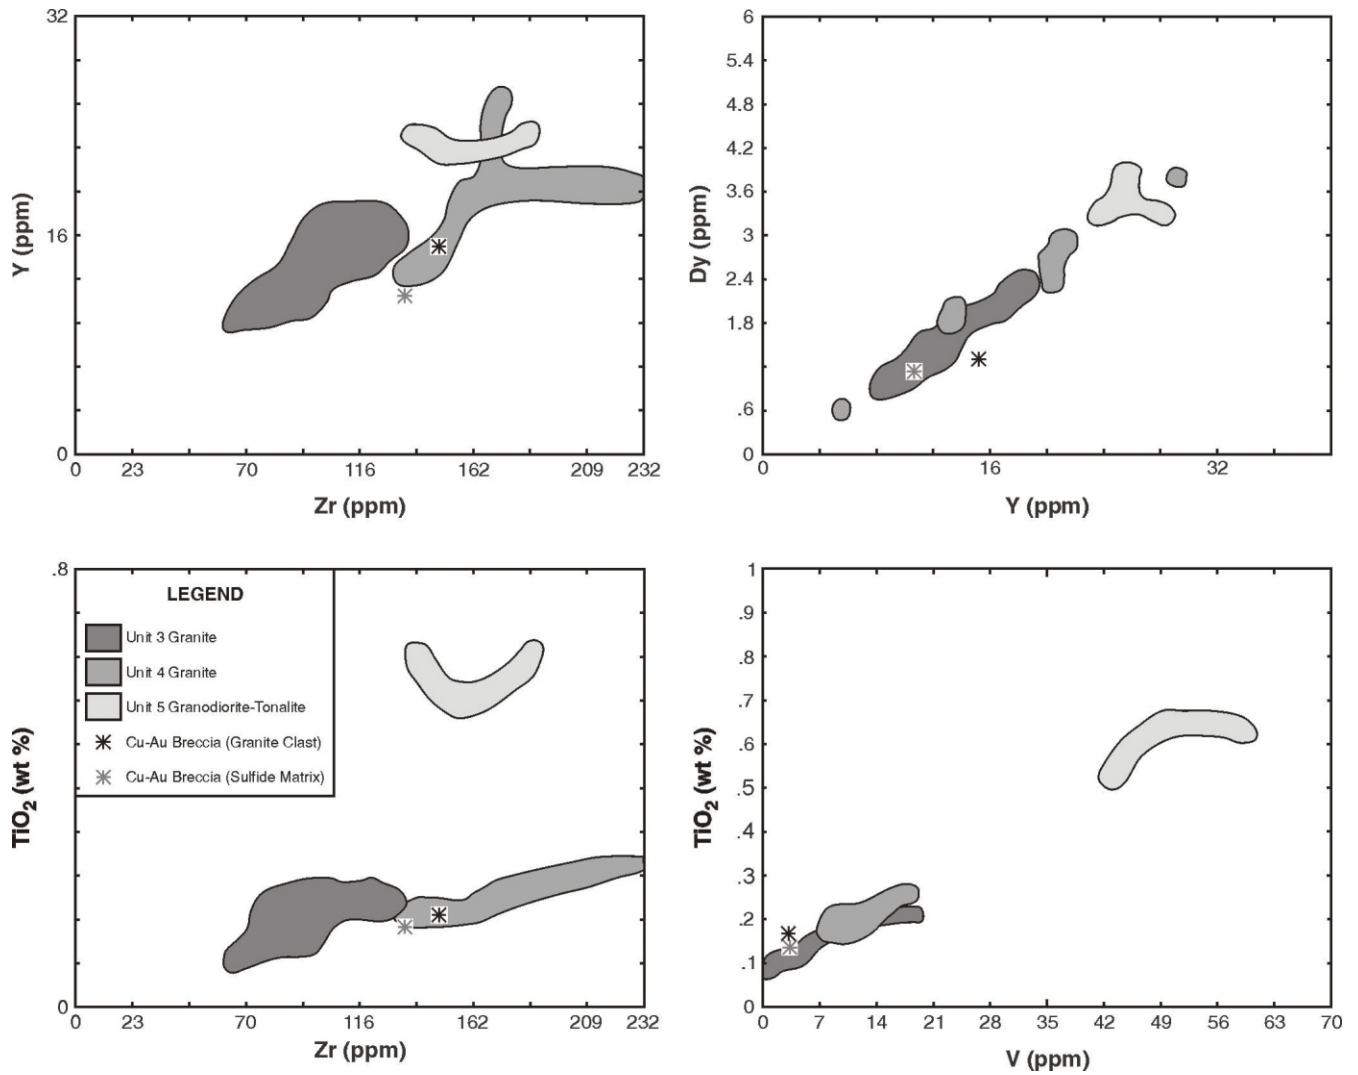 32
16
0
Y (ppm)
0 23 70 116 162 209 232
Zr (ppm)
6
5.4
4.8
4.2
3.6
3
2.4
1.8
.6
0
Dy (ppm)
0 16 32
Y (ppm)
.8
0
TiO2 (wt %)
LEGEND
Unit 3 Granite
Unit 4 Granite
Unit 5 Granodiorite-Tonalite
Cu-Au Breccia (Granite Clast)
Cu-Au Breccia (Sulfide Matrix)
0 23 70 116 162 209 232
Zr (ppm)
1
.9
.8
.7
.6
.5
.4
.3
.2
.1
0
TiO2 (wt %)
0 7 14 21 28 35 42 49 56 63 70
V (ppm)